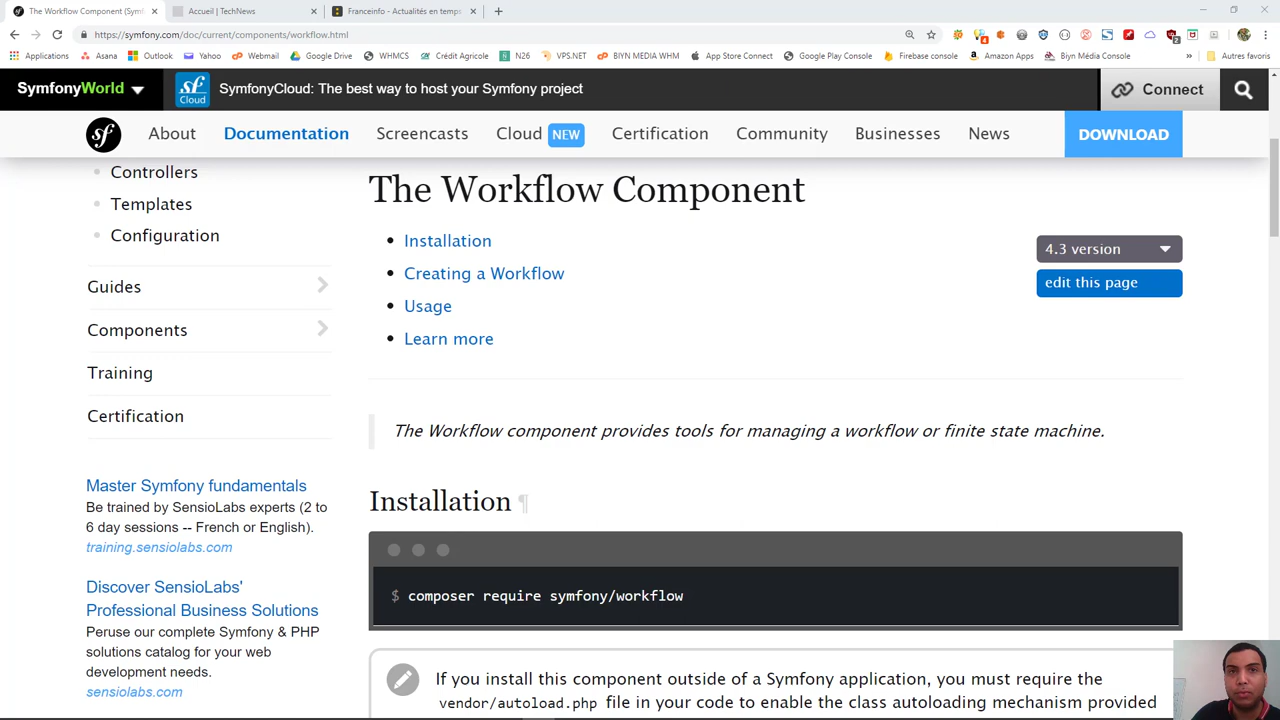 The Workflow Component (Symf
Accueil | TechNews
Franceinfo - Actualités en temp
https://symfony.com/doc/current/components/workflow.html
Applications
Asana
Outlook
Yahoo
Webmail
Google Drive
WHMCS
Crédit Agricole
N26
VPS.NET
BIYN MEDIA WHM
App Store Connect
Google Play Console
Firebase console
Amazon Apps
Biyn Média Console
»
Autres favoris
SymfonyWorld
sf Cloud
SymfonyCloud: The best way to host your Symfony project
Connect
sf
About
Documentation
Screencasts
Cloud NEW
Certification
Community
Businesses
News
DOWNLOAD
Controllers
Templates
Configuration
Guides
Components
Training
Certification
Master Symfony fundamentals
Be trained by SensioLabs experts (2 to
6 day sessions -- French or English).
training.sensiolabs.com
Discover SensioLabs'
Professional Business Solutions
Peruse our complete Symfony & PHP
solutions catalog for your web
development needs.
sensiolabs.com
The Workflow Component
Installation
Creating a Workflow
Usage
Learn more
4.3 version
edit this page
The Workflow component provides tools for managing a workflow or finite state machine.
Installation ¶
$ composer require symfony/workflow
If you install this component outside of a Symfony application, you must require the
vendor/autoload.php file in your code to enable the class autoloading mechanism provided